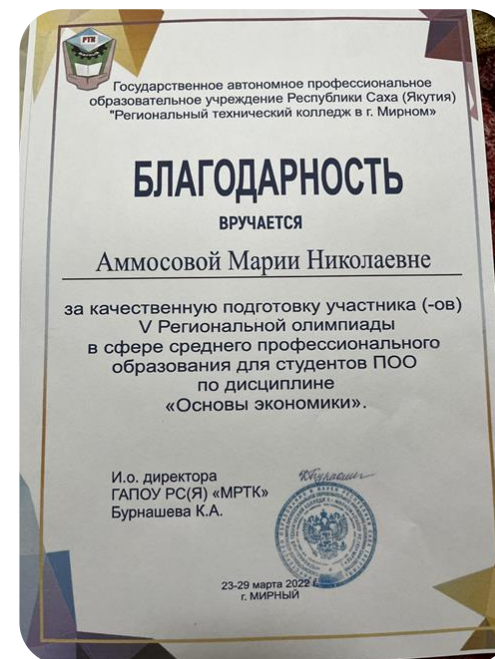 РТК
Государственное автономное профессиональное
образовательное учреждение Республики Саха (Якутия)
"Региональный технический колледж в г. Мирном»
БЛАГОДАРНОСТЬ
ВРУЧАЕТСЯ
Аммосовой Марии Николаевне
за качественную подготовку участника (-ов)
V Региональной олимпиады
в сфере среднего профессионального
образования для студентов ПОО
по дисциплине
«Основы экономики».
И.о. директора
ГАПОУ РС(Я) «МРТК»
Бурнашева К.А.
23-29 марта 2022 г.
г. МИРНЫЙ